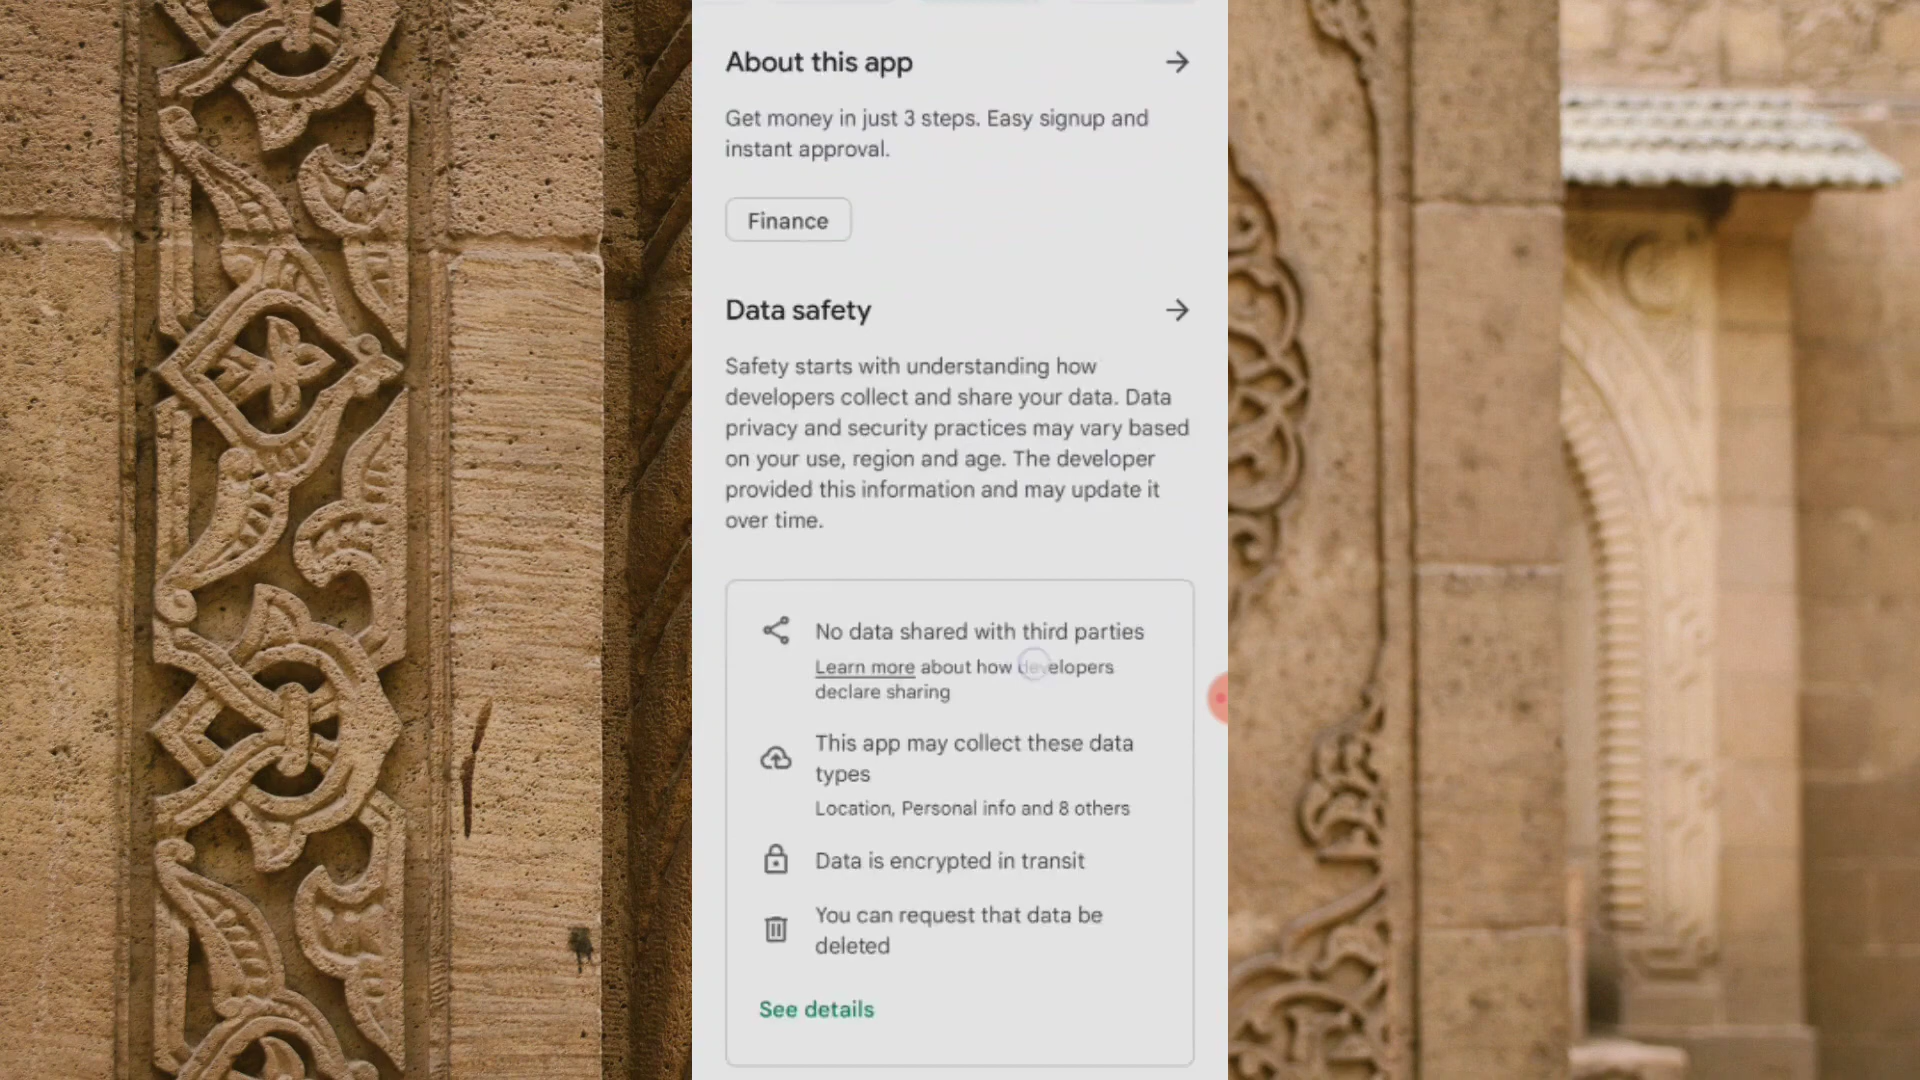 About this app
Get money in just 3 steps. Easy signup and
instant approval.
Finance
Data safety
Safety starts with understanding how
developers collect and share your data. Data
privacy and security practices may vary based
on your use, region and age. The developer
provided this information and may update it
over time.
No data shared with third parties
Learn more about how developers
declare sharing
This app may collect these data
types
Location, Personal info and 8 others
Data is encrypted in transit
You can request that data be
deleted
See details